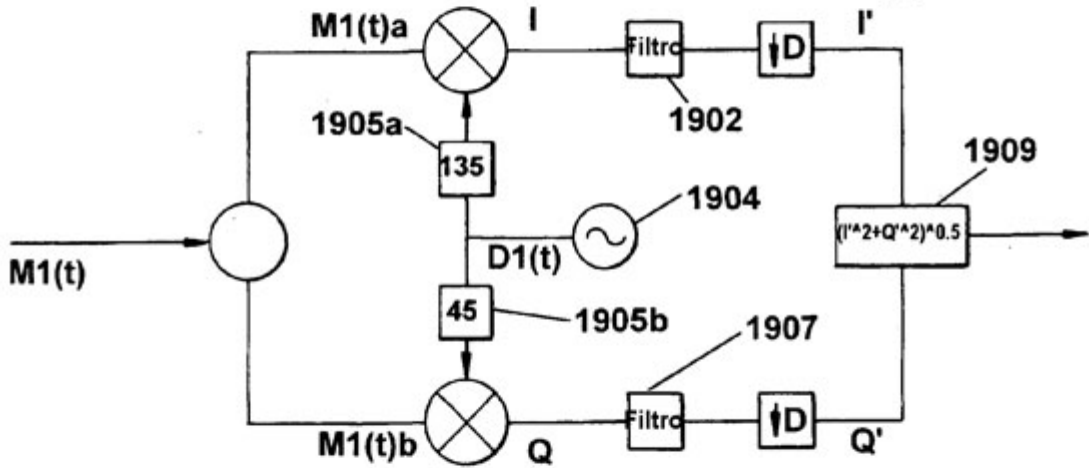 M1(t)a
I
Filtro
D
I'
1902
1905a
135
1909
1904
(I'^2+Q'^2)^0.5
M1(t)
D1(t)
45
1905b
1907
Filtro
D
M1(t)b
Q
Q'